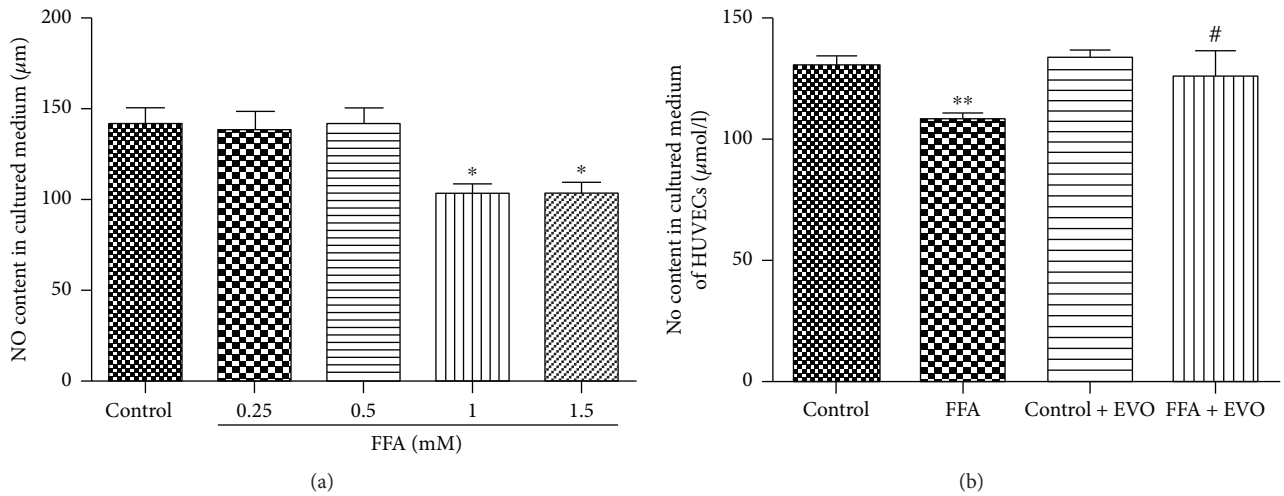 NO content in cultured medium (μm)
200
150
100
50
0
*
*
Control
0.25
0.5
1
1.5
FFA (mM)
(a)
No content in cultured medium
of HUVECs (μmol/l)
150
100
50
0
**
#
Control
FFA
Control + EVO
FFA + EVO
(b)